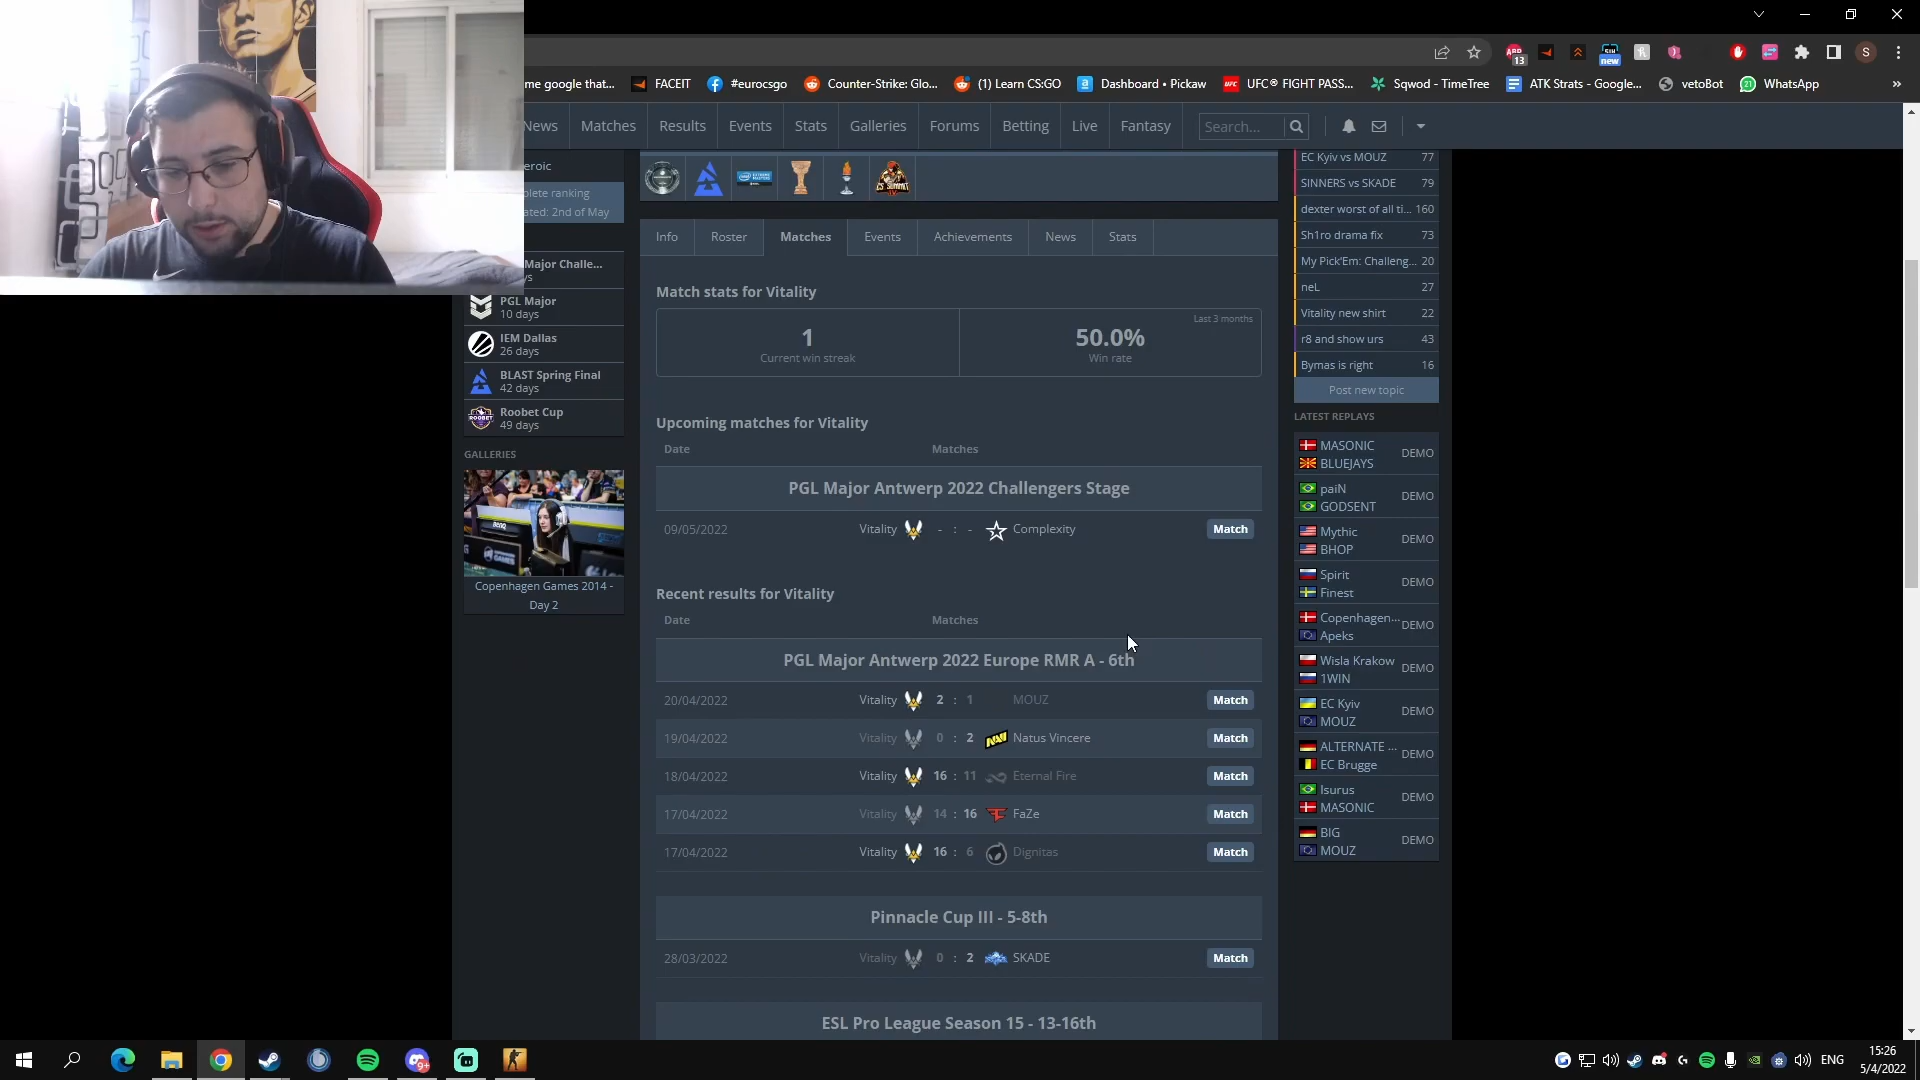 me google that...
FACEIT
#eurocsgo
Counter-Strike: Glo...
(1) Learn CS:GO
Dashboard • Pickaw
UFC® FIGHT PASS...
Sqwod - TimeTree
ATK Strats - Google...
vetoBot
WhatsApp
»
13
new
S
News
Matches
Results
Events
Stats
Galleries
Forums
Betting
Live
Fantasy
Search...
eroic
plete ranking
ated: 2nd of May
Major Challe...
ys
PGL Major
10 days
IEM Dallas
26 days
BLAST Spring Final
42 days
Roobet Cup
49 days
GALLERIES
Copenhagen Games 2014 -
Day 2
Info
Roster
Matches
Events
Achievements
News
Stats
Match stats for Vitality
Last 3 months
1
Current win streak
50.0%
Win rate
Upcoming matches for Vitality
Date Matches
PGL Major Antwerp 2022 Challengers Stage
09/05/2022 Vitality - : - Complexity Match
Recent results for Vitality
Date Matches
PGL Major Antwerp 2022 Europe RMR A - 6th
20/04/2022 Vitality 2 : 1 MOUZ Match
19/04/2022 Vitality 0 : 2 Natus Vincere Match
18/04/2022 Vitality 16 : 11 Eternal Fire Match
17/04/2022 Vitality 14 : 16 FaZe Match
17/04/2022 Vitality 16 : 6 Dignitas Match
Pinnacle Cup III - 5-8th
28/03/2022 Vitality 0 : 2 SKADE Match
ESL Pro League Season 15 - 13-16th
EC Kyiv vs MOUZ 77
SINNERS vs SKADE 79
dexter worst of all ti... 160
Sh1ro drama fix 73
My Pick'Em: Challeng... 20
neL 27
Vitality new shirt 22
r8 and show urs 43
Bymas is right 16
Post new topic
LATEST REPLAYS
MASONIC
BLUEJAYS
DEMO
paiN
GODSENT
DEMO
Mythic
BHOP
DEMO
Spirit
Finest
DEMO
Copenhagen...
Apeks
DEMO
Wisla Krakow
1WIN
DEMO
EC Kyiv
MOUZ
DEMO
ALTERNATE ...
EC Brugge
DEMO
Isurus
MASONIC
DEMO
BIG
MOUZ
DEMO
9+
ENG
15:26
5/4/2022